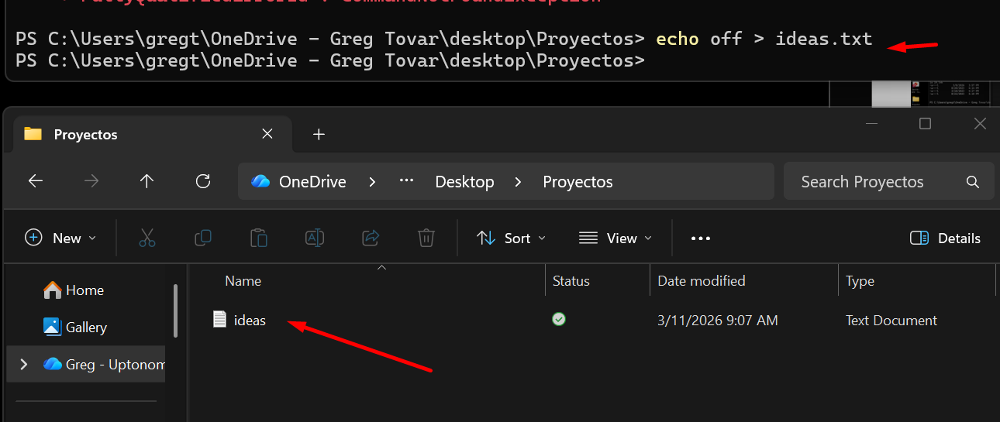 PS C:\Users\gregt\OneDrive - Greg Tovar\desktop\Proyectos> echo off > ideas.txt
PS C:\Users\gregt\OneDrive - Greg Tovar\desktop\Proyectos>
Proyectos
OneDrive > ··· Desktop > Proyectos
Search Proyectos
New Sort View ••• Details
Name Status Date modified Type
Home
Gallery
Greg - Uptonom
ideas 3/11/2026 9:07 AM Text Document